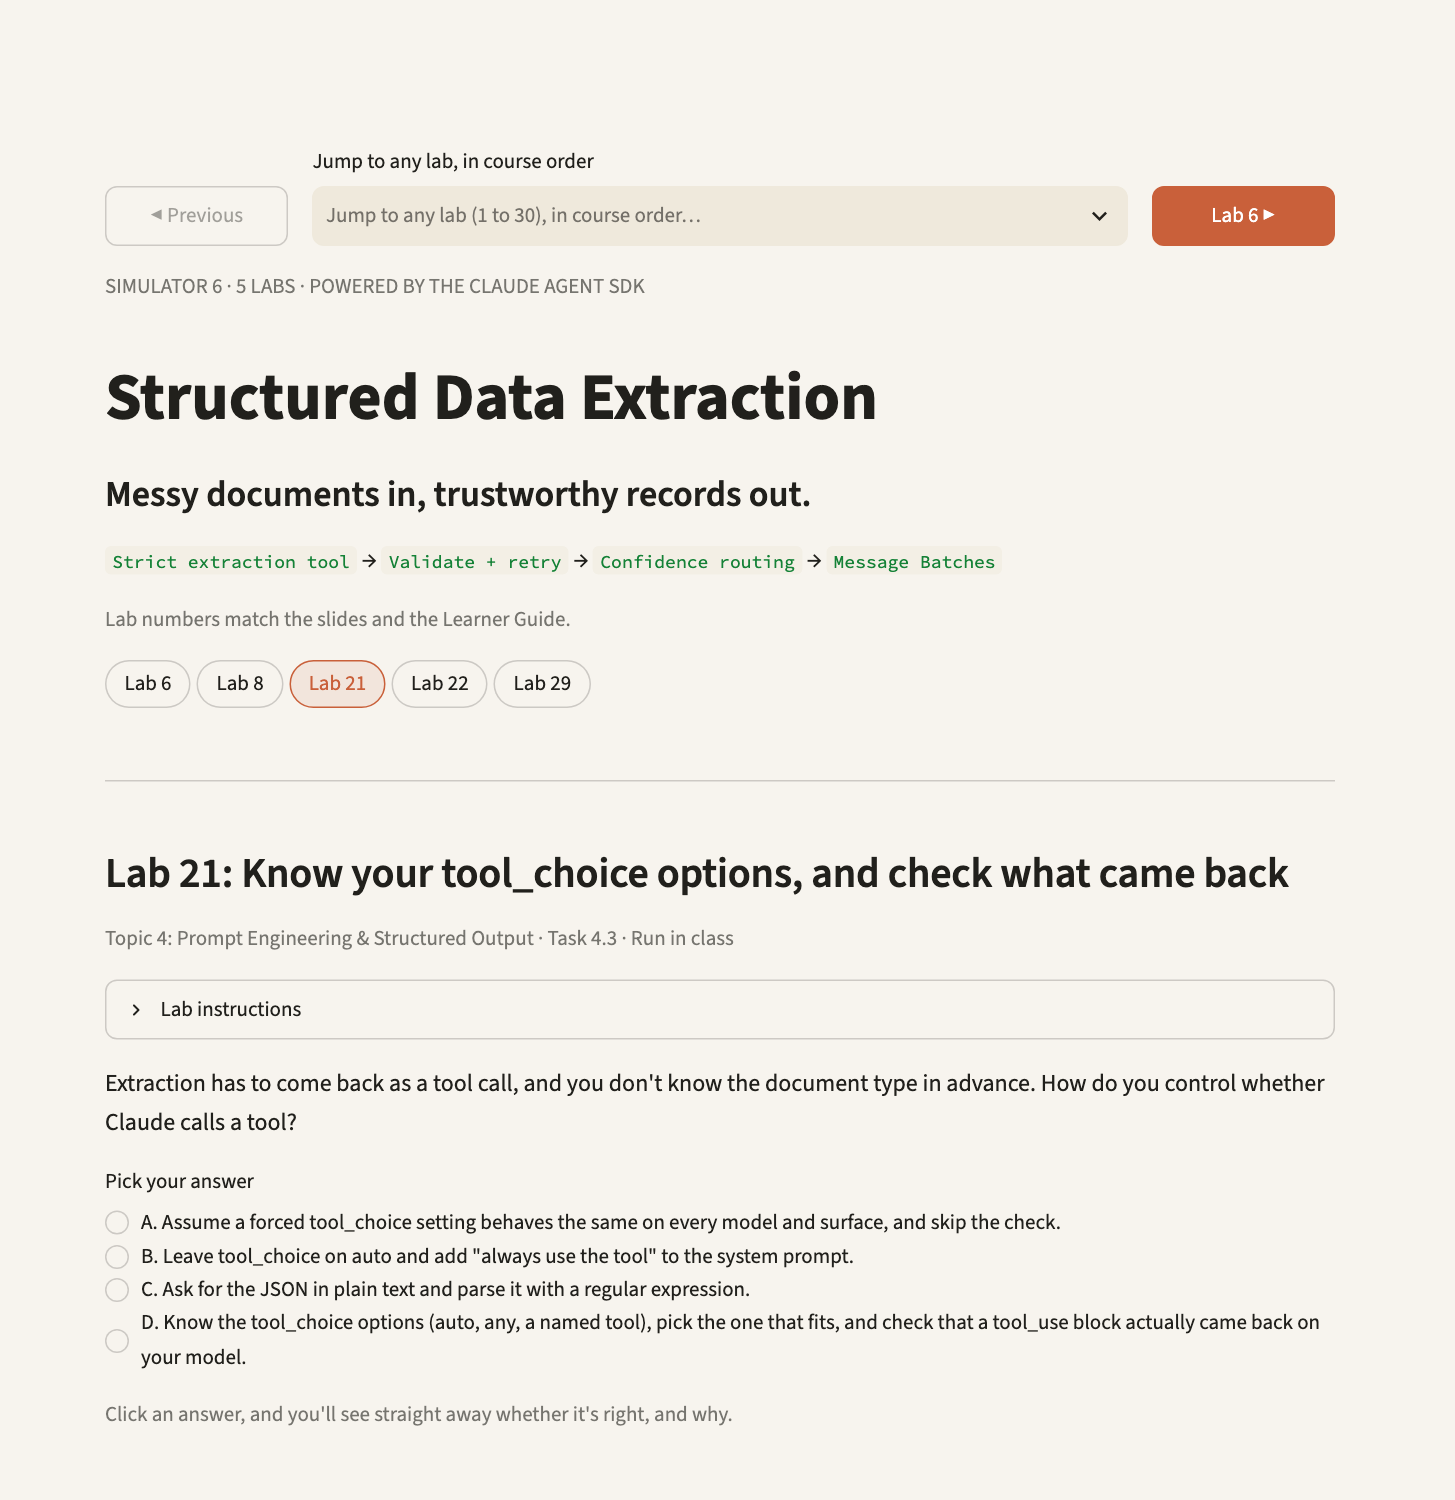 Jump to any lab, in course order
◄ Previous
Jump to any lab (1 to 30), in course order...
Lab 6 ►
SIMULATOR 6 · 5 LABS · POWERED BY THE CLAUDE AGENT SDK
Structured Data Extraction
Messy documents in, trustworthy records out.
Strict extraction tool → Validate + retry → Confidence routing → Message Batches
Lab numbers match the slides and the Learner Guide.
Lab 6 Lab 8 Lab 21 Lab 22 Lab 29
Lab 21: Know your tool_choice options, and check what came back
Topic 4: Prompt Engineering & Structured Output · Task 4.3 · Run in class
Lab instructions
Extraction has to come back as a tool call, and you don't know the document type in advance. How do you control whether
Claude calls a tool?
Pick your answer
A. Assume a forced tool_choice setting behaves the same on every model and surface, and skip the check.
B. Leave tool_choice on auto and add "always use the tool" to the system prompt.
C. Ask for the JSON in plain text and parse it with a regular expression.
D. Know the tool_choice options (auto, any, a named tool), pick the one that fits, and check that a tool_use block actually came back on
your model.
Click an answer, and you'll see straight away whether it's right, and why.